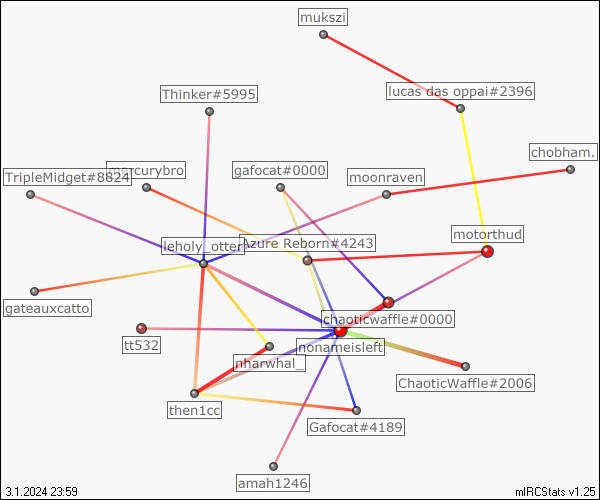 mukszi
Thinker#5995
lucas das oppai#2396
chobham.
TripleMidget#8824
mercurybro
gafocat#0000
moonraven
motorthud
leholy_otter
Azure Reborn#4243
gateauxcatto
chaoticwaffle#0000
tt532
nonameisleft
nharwhal_
ChaoticWaffle#2006
then1cc
Gafocat#4189
amah1246
3.1.2024 23:59
mIRCStats v1.25